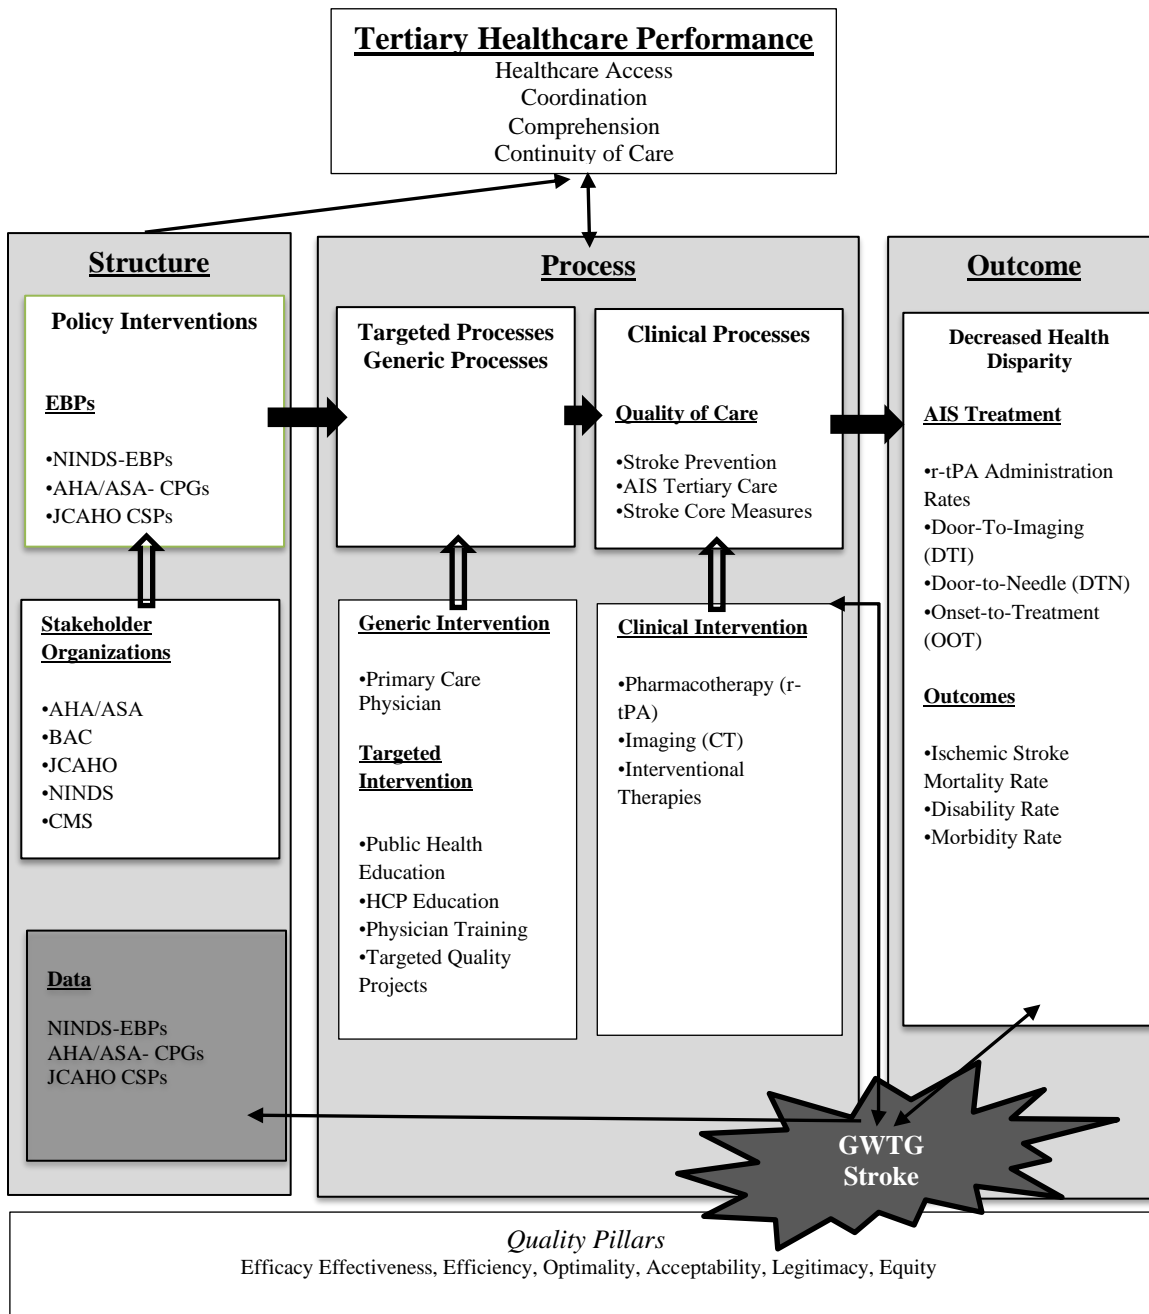 Tertiary Healthcare Performance
Healthcare Access
Coordination
Comprehension
Continuity of Care
Structure
Policy Interventions
EBPs
•NINDS-EBPs
•AHA/ASA- CPGs
•JCAHO CSPs
Stakeholder
Organizations
•AHA/ASA
•BAC
•JCAHO
•NINDS
•CMS
Data
NINDS-EBPs
AHA/ASA- CPGs
JCAHO CSPs
Process
Targeted Processes
Generic Processes
Generic Intervention
•Primary Care
Physician
Targeted
Intervention
•Public Health
Education
•HCP Education
•Physician Training
•Targeted Quality
Projects
Clinical Processes
Quality of Care
•Stroke Prevention
•AIS Tertiary Care
•Stroke Core Measures
Clinical Intervention
•Pharmacotherapy (r-
tPA)
•Imaging (CT)
•Interventional
Therapies
Outcome
Decreased Health
Disparity
AIS Treatment
•r-tPA Administration
Rates
•Door-To-Imaging
(DTI)
•Door-to-Needle (DTN)
•Onset-to-Treatment
(OOT)
Outcomes
•Ischemic Stroke
Mortality Rate
•Disability Rate
•Morbidity Rate
GWTG
Stroke
Quality Pillars
Efficacy Effectiveness, Efficiency, Optimality, Acceptability, Legitimacy, Equity